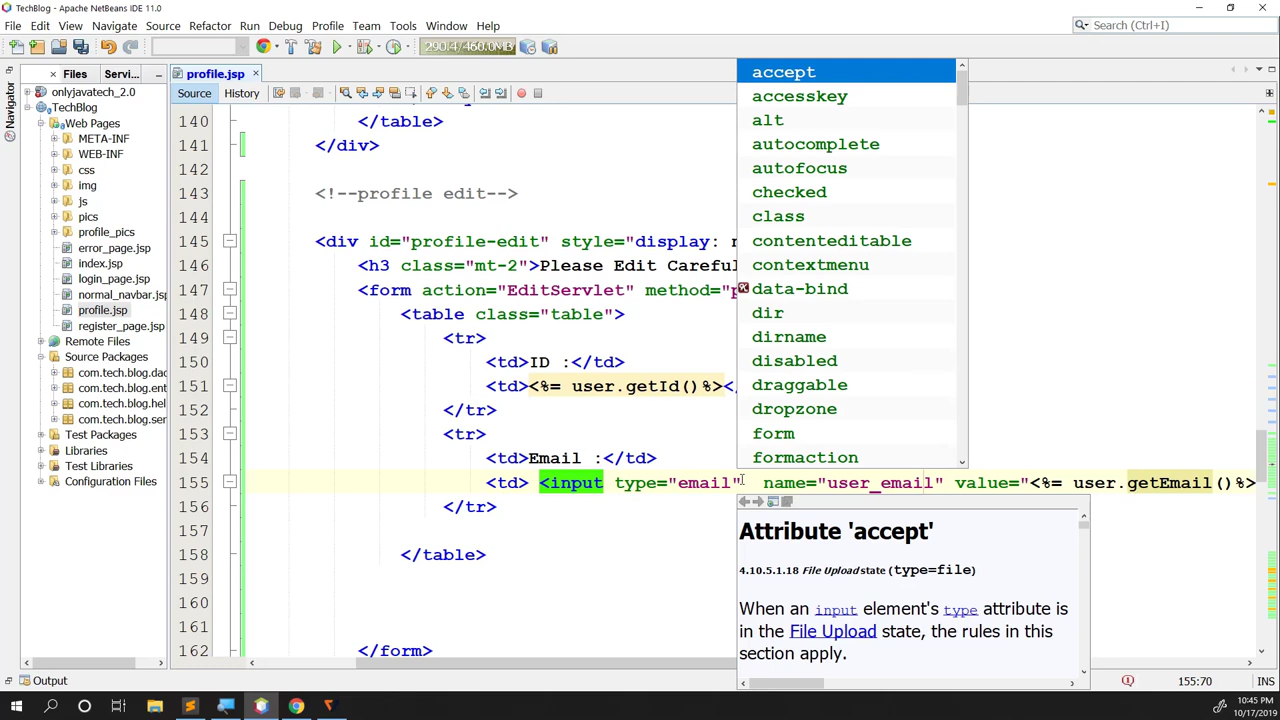 TechBlog - Apache NetBeans IDE 11.0
File Edit View Navigate Source Refactor Run Debug Profile Team Tools Window Help
Search (Ctrl+I)
290.4/460.0MB
Files
Servi...
profile.jsp
Navigator
Source
History
onlyjavatech_2.0
TechBlog
Web Pages
META-INF
WEB-INF
css
img
js
pics
profile_pics
error_page.jsp
index.jsp
login_page.jsp
normal_navbar.jsp
profile.jsp
register_page.jsp
Remote Files
Source Packages
com.tech.blog.dao
com.tech.blog.ent
com.tech.blog.hel
com.tech.blog.ser
Test Packages
Libraries
Test Libraries
Configuration Files
140 </table>
141 </div>
142
143 <!--profile edit-->
144
145 <div id="profile-edit" style="display: n
146 <h3 class="mt-2">Please Edit Careful
147 <form action="EditServlet" method="p
148 <table class="table">
149 <tr>
150 <td>ID :</td>
151 <td><%= user.getId()%></
152 </tr>
153 <tr>
154 <td>Email :</td>
155 <td> <input type="email" name="user_email" value="<%= user.getEmail()%>
156 </tr>
157
158 </table>
159
160
161
162 </form>
accept
accesskey
alt
autocomplete
autofocus
checked
class
contenteditable
contextmenu
data-bind
dir
dirname
disabled
draggable
dropzone
form
formaction
Attribute 'accept'
4.10.5.1.18 File Upload state (type=file)
When an input element's type attribute is
in the File Upload state, the rules in this
section apply.
Output
155:70
INS
10:45 PM
10/17/2019